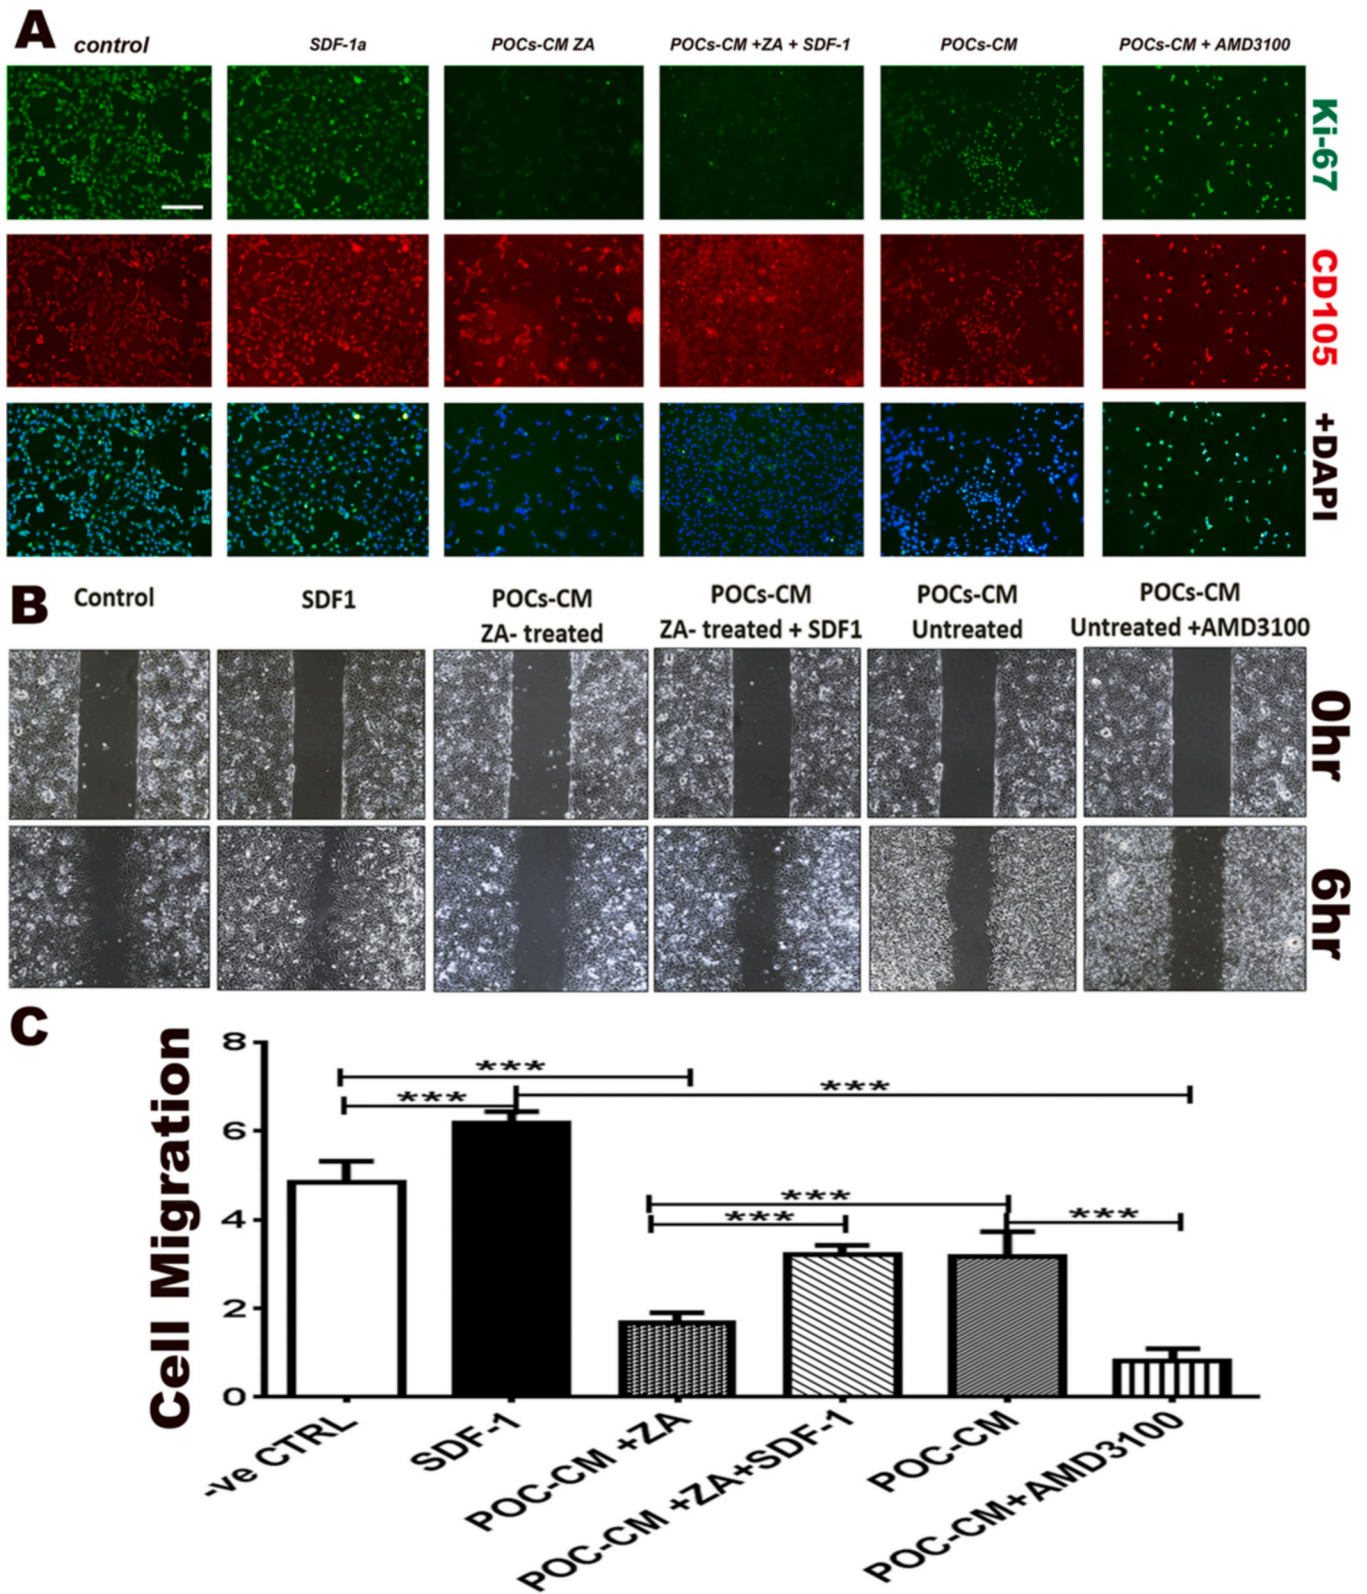 A
control
SDF-1a
POCs-CM ZA
POCs-CM +ZA + SDF-1
POCs-CM
POCs-CM + AMD3100
Ki-67
CD105
+DAPI
B
Control
SDF1
POCs-CM
ZA- treated
POCs-CM
ZA- treated + SDF1
POCs-CM
Untreated
POCs-CM
Untreated +AMD3100
0hr
6hr
C
Cell Migration
8
6
4
2
0
***
***
***
***
***
***
-ve CTRL
SDF-1
POC-CM +ZA
POC-CM +ZA+SDF-1
POC-CM
POC-CM+AMD3100